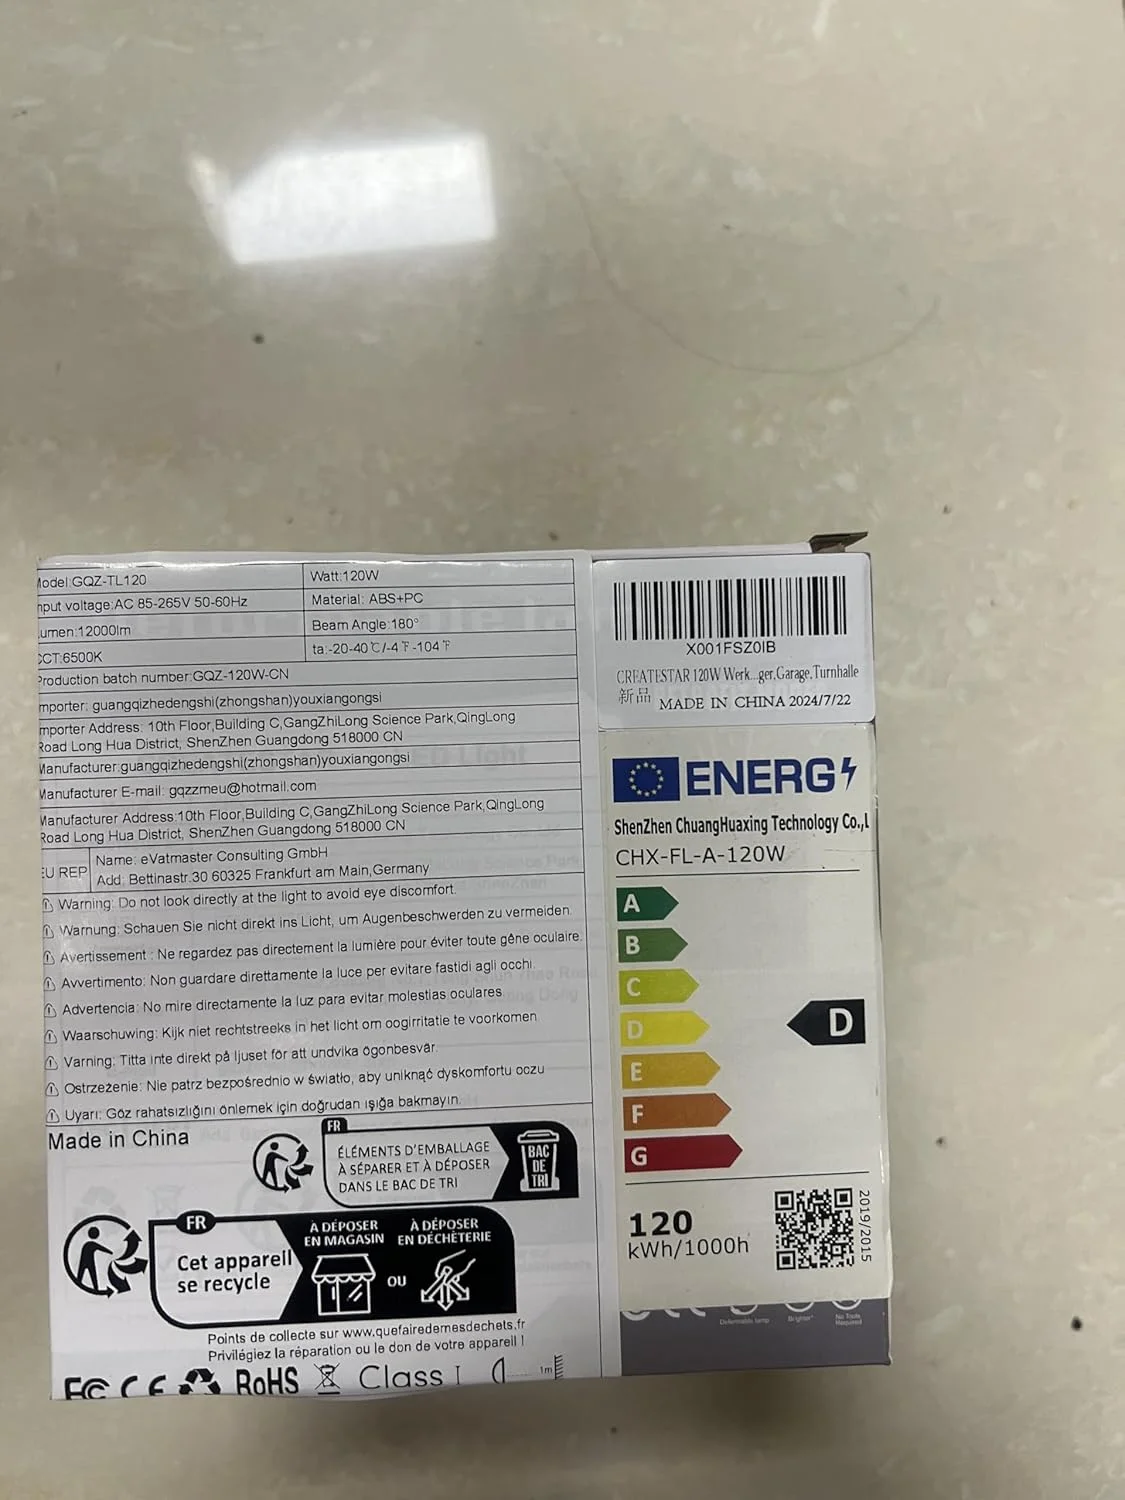 Model:GQZ-TL120
Watt:120W
Input voltage:AC 85-265V 50-60Hz
Material: ABS+PC
Lumen:12000lm
Beam Angle:180°
CCT:6500K
ta:-20-40℃/-4℉-104℉
Production batch number:GQZ-120W-CN
Importer: guangqizhedengshi(zhongshan)youxiangongsi
Importer Address: 10th Floor,Building C,GangZhiLong Science Park,QingLong
Road Long Hua District, ShenZhen Guangdong 518000 CN
Manufacturer:guangqizhedengshi(zhongshan)youxiangongsi
Manufacturer E-mail: gqzzmeu@hotmail.com
Manufacturer Address:10th Floor,Building C,GangZhiLong Science Park,QingLong
Road Long Hua District, ShenZhen Guangdong 518000 CN
EU REP
Name: eVatmaster Consulting GmbH
Add: Bettinastr.30 60325 Frankfurt am Main,Germany
Warning: Do not look directly at the light to avoid eye discomfort.
Warnung: Schauen Sie nicht direkt ins Licht, um Augenbeschwerden zu vermeiden.
Avertissement : Ne regardez pas directement la lumière pour éviter toute gêne oculaire.
Avvertimento: Non guardare direttamente la luce per evitare fastidi agli occhi.
Advertencia: No mire directamente la luz para evitar molestias oculares.
Waarschuwing: Kijk niet rechtstreeks in het licht om oogirritatie te voorkomen.
Varning: Titta inte direkt på ljuset för att undvika ögonbesvär.
Ostrzeżenie: Nie patrz bezpośrednio w światło, aby uniknąć dyskomfortu oczu
Uyarı: Göz rahatsızlığını önlemek için doğrudan ışığa bakmayın.
Made in China
FR
ÉLÉMENTS D'EMBALLAGE
À SÉPARER ET À DÉPOSER
DANS LE BAC DE TRI
BAC
DE
TRI
FR
Cet appareil
se recycle
À DÉPOSER
EN MAGASIN
OU
À DÉPOSER
EN DÉCHÈTERIE
Points de collecte sur www.quefairedemesdechets.fr
Privilégiez la réparation ou le don de votre appareil !
FC CE RoHS Class I 1m
X001FSZ0IB
CREATESTAR 120W Werk...ger,Garage,Turnhalle
新品 MADE IN CHINA 2024/7/22
ENERG
ShenZhen ChuangHuaxing Technology Co.,L
CHX-FL-A-120W
A
B
C
D
E
F
G
D
120
kWh/1000h
2019/2015
Deformable lamp
Brighter
No Tools
Required